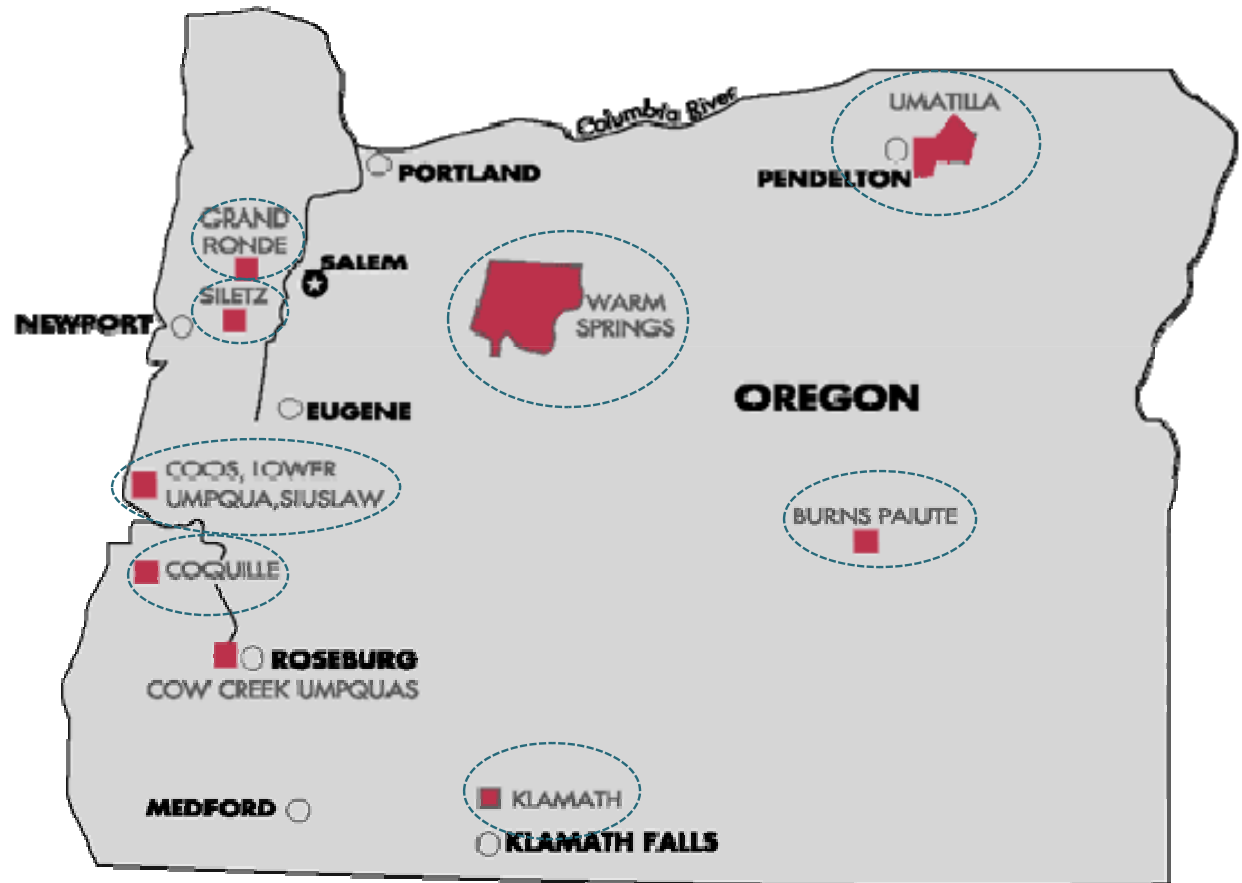 Columbia River
UMATILLA
PORTLAND
PENDELTON
GRAND
RONDE
SALEM
SILETZ
WARM
SPRINGS
NEWPORT
OREGON
EUGENE
COOS, LOWER
UMPQUA,SIUSLAW
BURNS PAIUTE
COQUILLE
ROSEBURG
COW CREEK UMPQUAS
KLAMATH
MEDFORD
KLAMATH FALLS